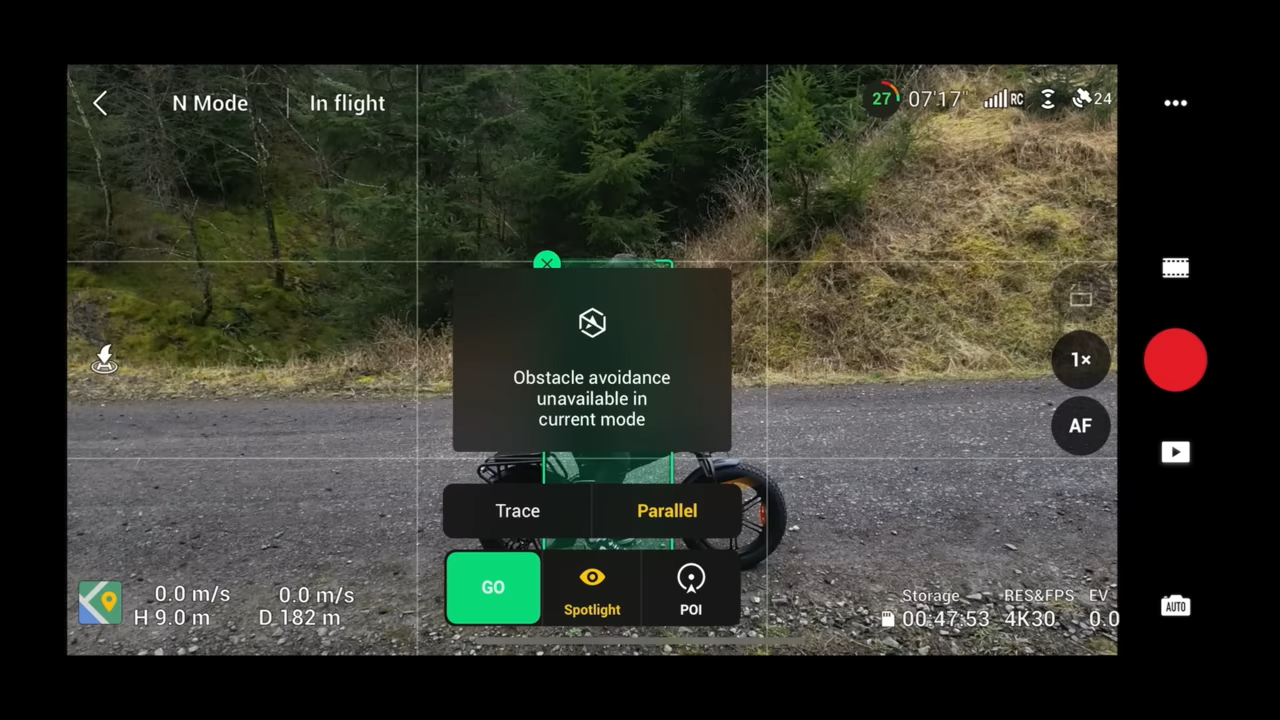 N Mode
In flight
27
07'17"
RC
24
Obstacle avoidance
unavailable in
current mode
1×
AF
Trace
Parallel
GO
Spotlight
POI
0.0 m/s
0.0 m/s
H 9.0 m
D 182 m
Storage
RES&FPS
EV
00:47:53
4K30
0.0
AUTO